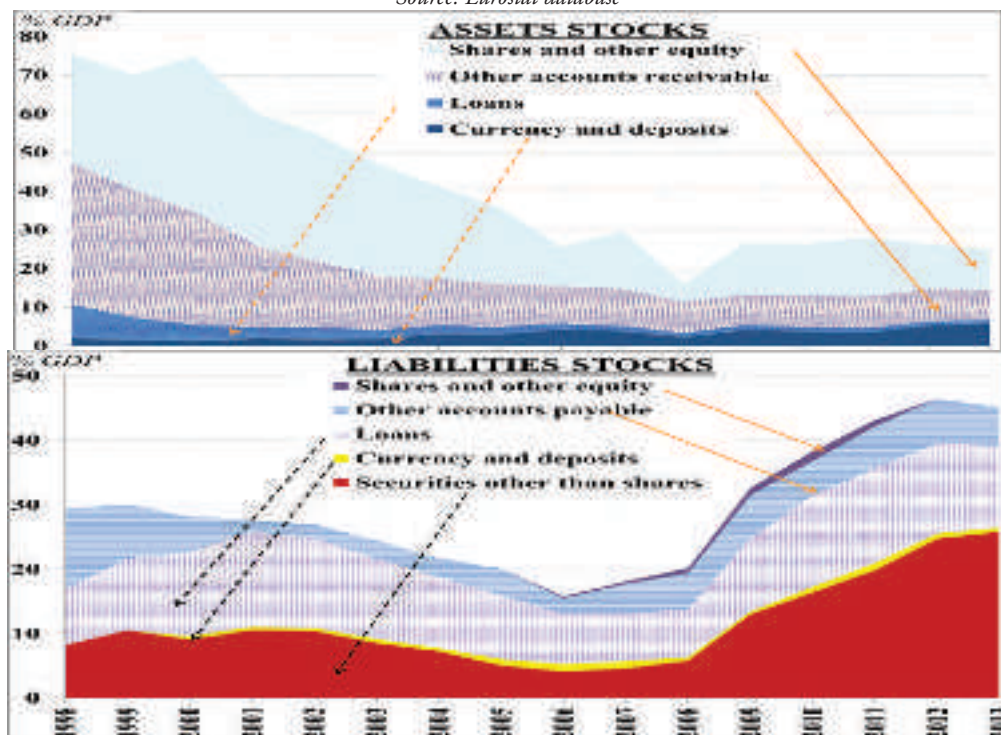 Source: Eurostat database
% GDP
ASSETS STOCKS
Shares and other equity
Other accounts receivable
Loans
Currency and deposits
80
70
60
50
40
30
20
10
0
% GDP
LIABILITIES STOCKS
Shares and other equity
Other accounts payable
Loans
Currency and deposits
Securities other than shares
50
40
30
20
10
0
1998
1999
2000
2001
2002
2003
2004
2005
2006
2007
2008
2009
2010
2011
2012
2013